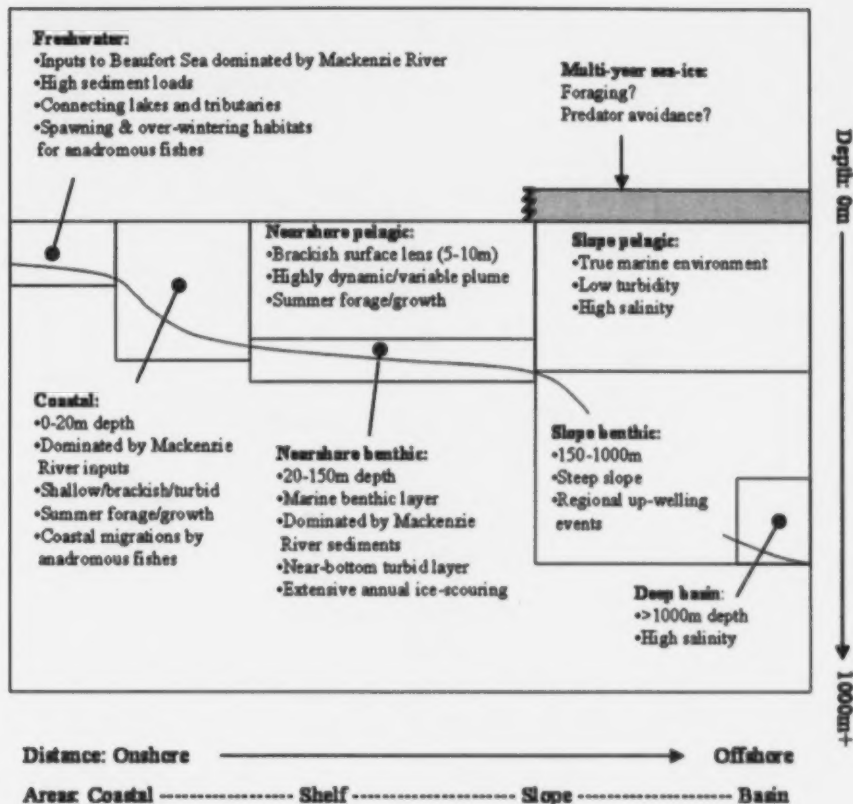 Freshwater:
•Inputs to Beaufort Sea dominated by Mackenzie River
•High sediment loads
•Connecting lakes and tributaries
•Spawning & over-wintering habitats
for anadromous fishes
Multi-year sea-ice:
Foraging?
Predator avoidance?
Depth: 0m
Nearshore pelagic:
•Brackish surface lens (5-10m)
•Highly dynamic/variable plume
•Summer forage/growth
Slope pelagic:
•True marine environment
•Low turbidity
•High salinity
Coastal:
•0-20m depth
•Dominated by Mackenzie
River inputs
•Shallow/brackish/turbid
•Summer forage/growth
•Coastal migrations by
anadromous fishes
Nearshore benthic:
•20-150m depth
•Marine benthic layer
•Dominated by Mackenzie
River sediments
•Near-bottom turbid layer
•Extensive annual ice-scouring
Slope benthic:
•150-1000m
•Steep slope
•Regional up-welling
events
Deep basin:
•>1000m depth
•High salinity
1000m+
Distance: Onshore Offshore
Areas: Coastal ---------------- Shelf ------------------- Slope ------------------ Basin